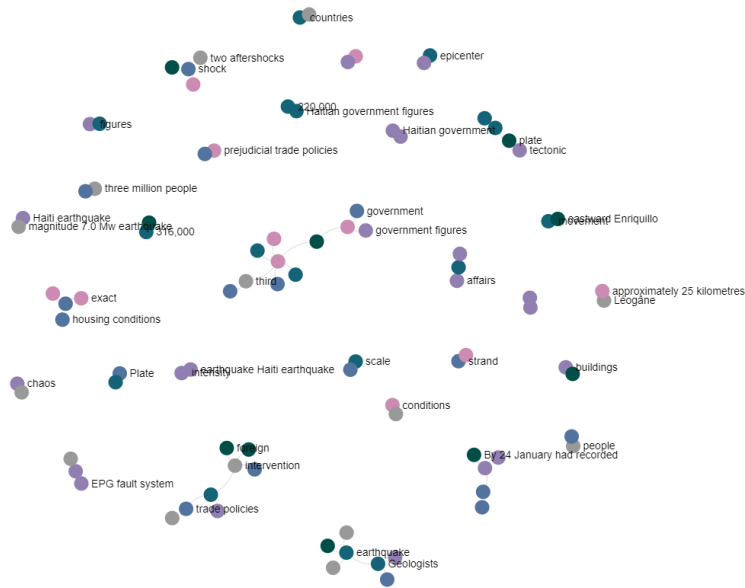 countries
two aftershocks
epicenter
shock
220,000
Haitian government figures
figures
Haitian government
plate
prejudicial trade policies
tectonic
three million people
government
Haiti earthquake
eastward Enriquillo
magnitude 7.0 Mw earthquake
movement
316,000
government figures
third
affairs
approximately 25 kilometres
exact
Léogâne
housing conditions
scale
strand
earthquake Haiti earthquake
buildings
Plate
intensity
chaos
conditions
people
foreign
By 24 January had recorded
intervention
EPG fault system
trade policies
earthquake
Geologists